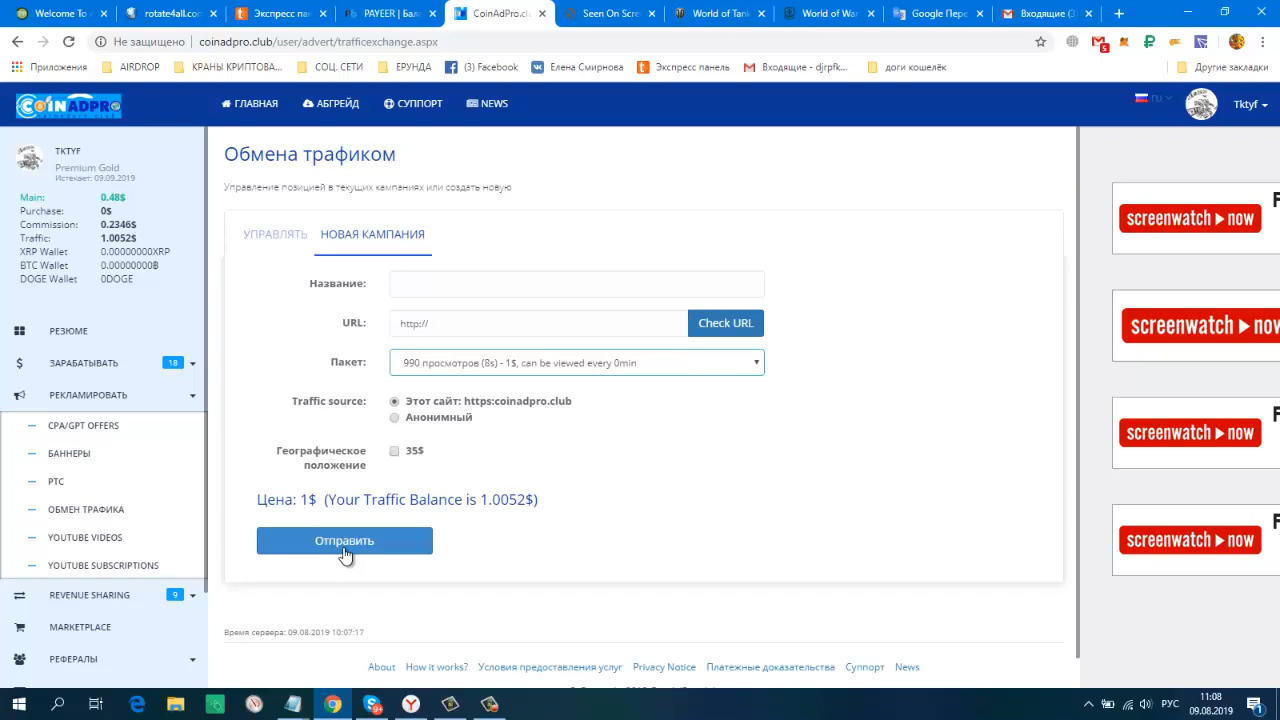 Welcome to
rotate4all.com
Экспресс пан
PAYEER | Бал
CoinAdPro.clu
Seen On Scre
World of Tank
World of War
Google Пере
Входящие (3
Не защищено | coinadpro.club/user/advert/trafficexchange.aspx
Приложения AIRDROP КРАНЫ КРИПТОВА... СОЦ. СЕТИ ЕРУНДА (3) Facebook Елена Смирнова Экспресс панель Входящие - djrpfk... доги кошелёк Другие закладки
COINADPRO ГЛАВНАЯ АБГРЕЙД СУППОРТ NEWS RU Tktyf
TKTYF
Premium Gold
Истекает: 09.09.2019
Main: 0.48$
Purchase: 0$
Commission: 0.2346$
Traffic: 1.0052$
XRP Wallet 0.00000000XRP
BTC Wallet 0.00000000฿
DOGE Wallet 0DOGE
РЕЗЮМЕ
ЗАРАБАТЫВАТЬ 18
РЕКЛАМИРОВАТЬ
CPA/GPT OFFERS
БАННЕРЫ
PTC
ОБМЕН ТРАФИКА
YOUTUBE VIDEOS
YOUTUBE SUBSCRIPTIONS
REVENUE SHARING 9
MARKETPLACE
РЕФЕРАЛЫ
Обмена трафиком
Управление позицией в текущих кампаниях или создать новую
УПРАВЛЯТЬ НОВАЯ КАМПАНИЯ
Название:
URL: http:// Check URL
Пакет: 990 просмотров (8s) - 1$, can be viewed every 0min
Traffic source: Этот сайт: https:coinadpro.club
Анонимный
Географическое
положение 35$
Цена: 1$ (Your Traffic Balance is 1.0052$)
Отправить
Время сервера: 09.08.2019 10:07:17
About How it works? Условия предоставления услуг Privacy Notice Платежные доказательства Суппорт News
screenwatch now F
screenwatch now
screenwatch now F
screenwatch now F
РУС
11:08
09.08.2019